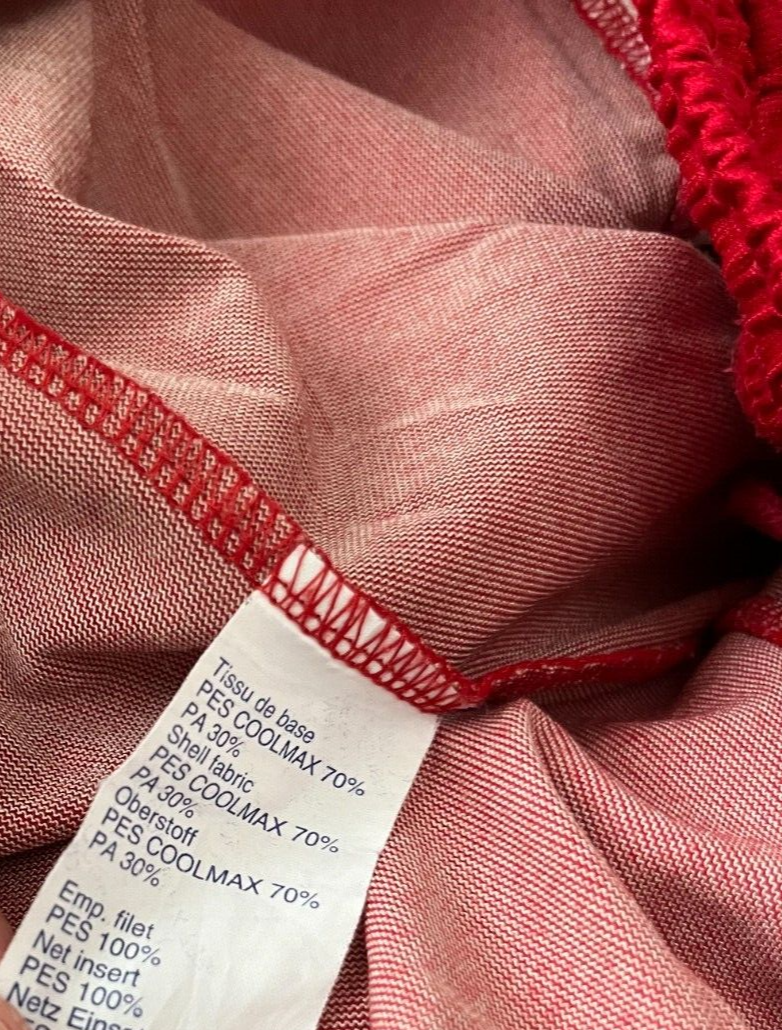 Tissu de base
PES COOLMAX 70%
PA 30%
Shell fabric
PES COOLMAX 70%
PA 30%
Oberstoff
PES COOLMAX 70%
PA 30%
Emp. filet
PES 100%
Net insert
PES 100%
Netz